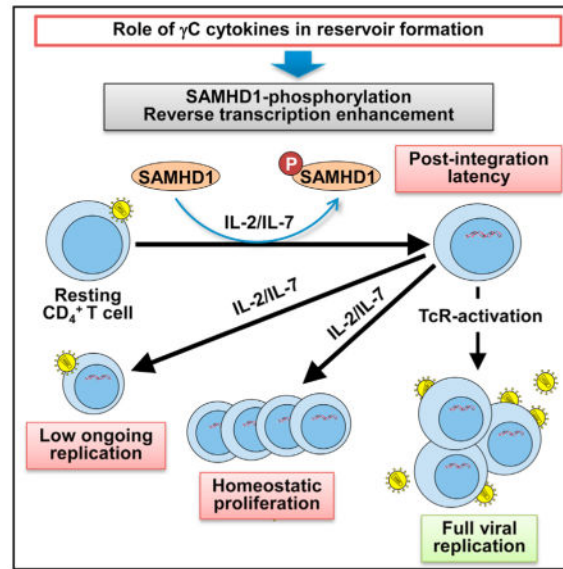 Role of γC cytokines in reservoir formation
SAMHD1-phosphorylation
Reverse transcription enhancement
SAMHD1
P
SAMHD1
Post-integration
latency
IL-2/IL-7
Resting
CD4+ T cell
IL-2/IL-7
IL-2/IL-7
TcR-activation
Low ongoing
replication
Homeostatic
proliferation
Full viral
replication